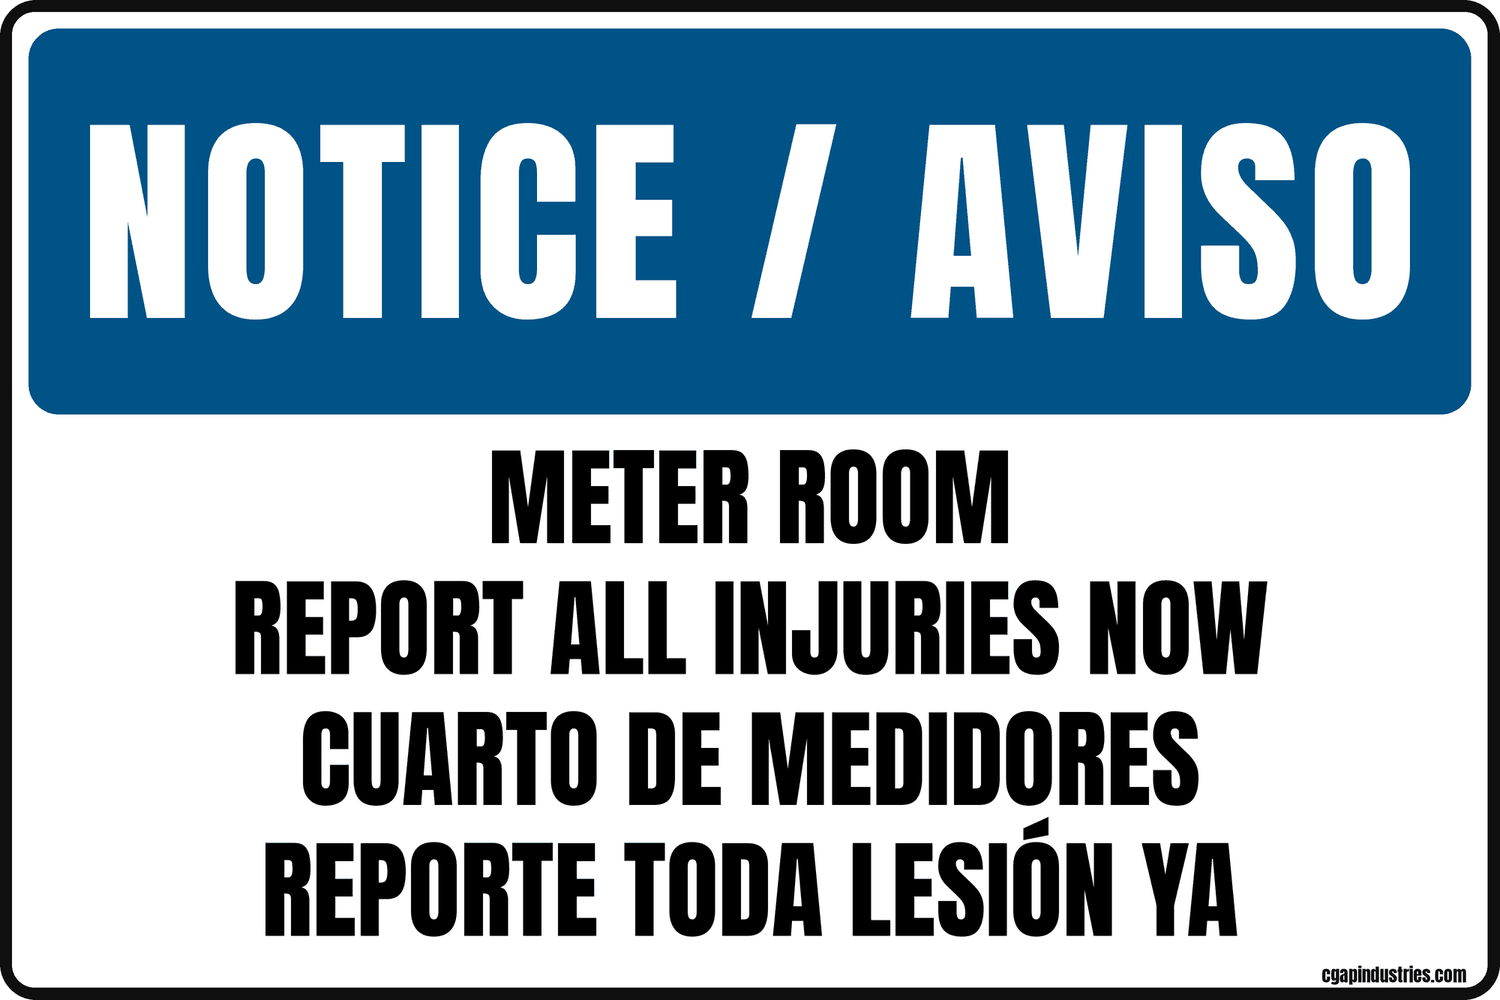 NOTICE / AVISO
METER ROOM
REPORT ALL INJURIES NOW
CUARTO DE MEDIDORES
REPORTE TODA LESIÓN YA
cgapindustries.com